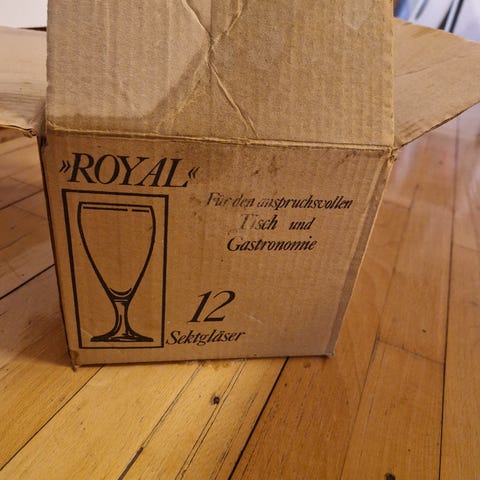 »ROYAL«
Für den anspruchsvollen
Tisch und
Gastronomie
12
Sektgläser